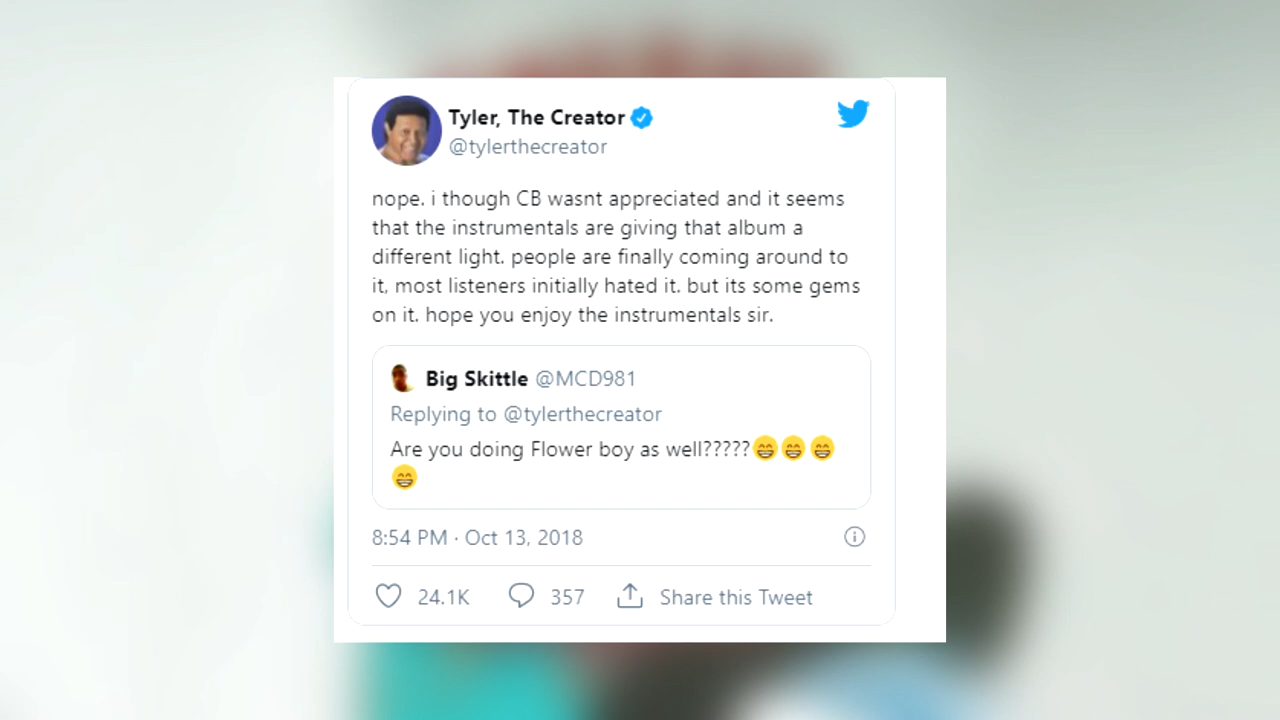 Tyler, The Creator
@tylerthecreator
nope. i though CB wasnt appreciated and it seems
that the instrumentals are giving that album a
different light. people are finally coming around to
it, most listeners initially hated it. but its some gems
on it. hope you enjoy the instrumentals sir.
Big Skittle @MCD981
Replying to @tylerthecreator
Are you doing Flower boy as well?????😁😁😁
😁
8:54 PM · Oct 13, 2018
24.1K 357 Share this Tweet